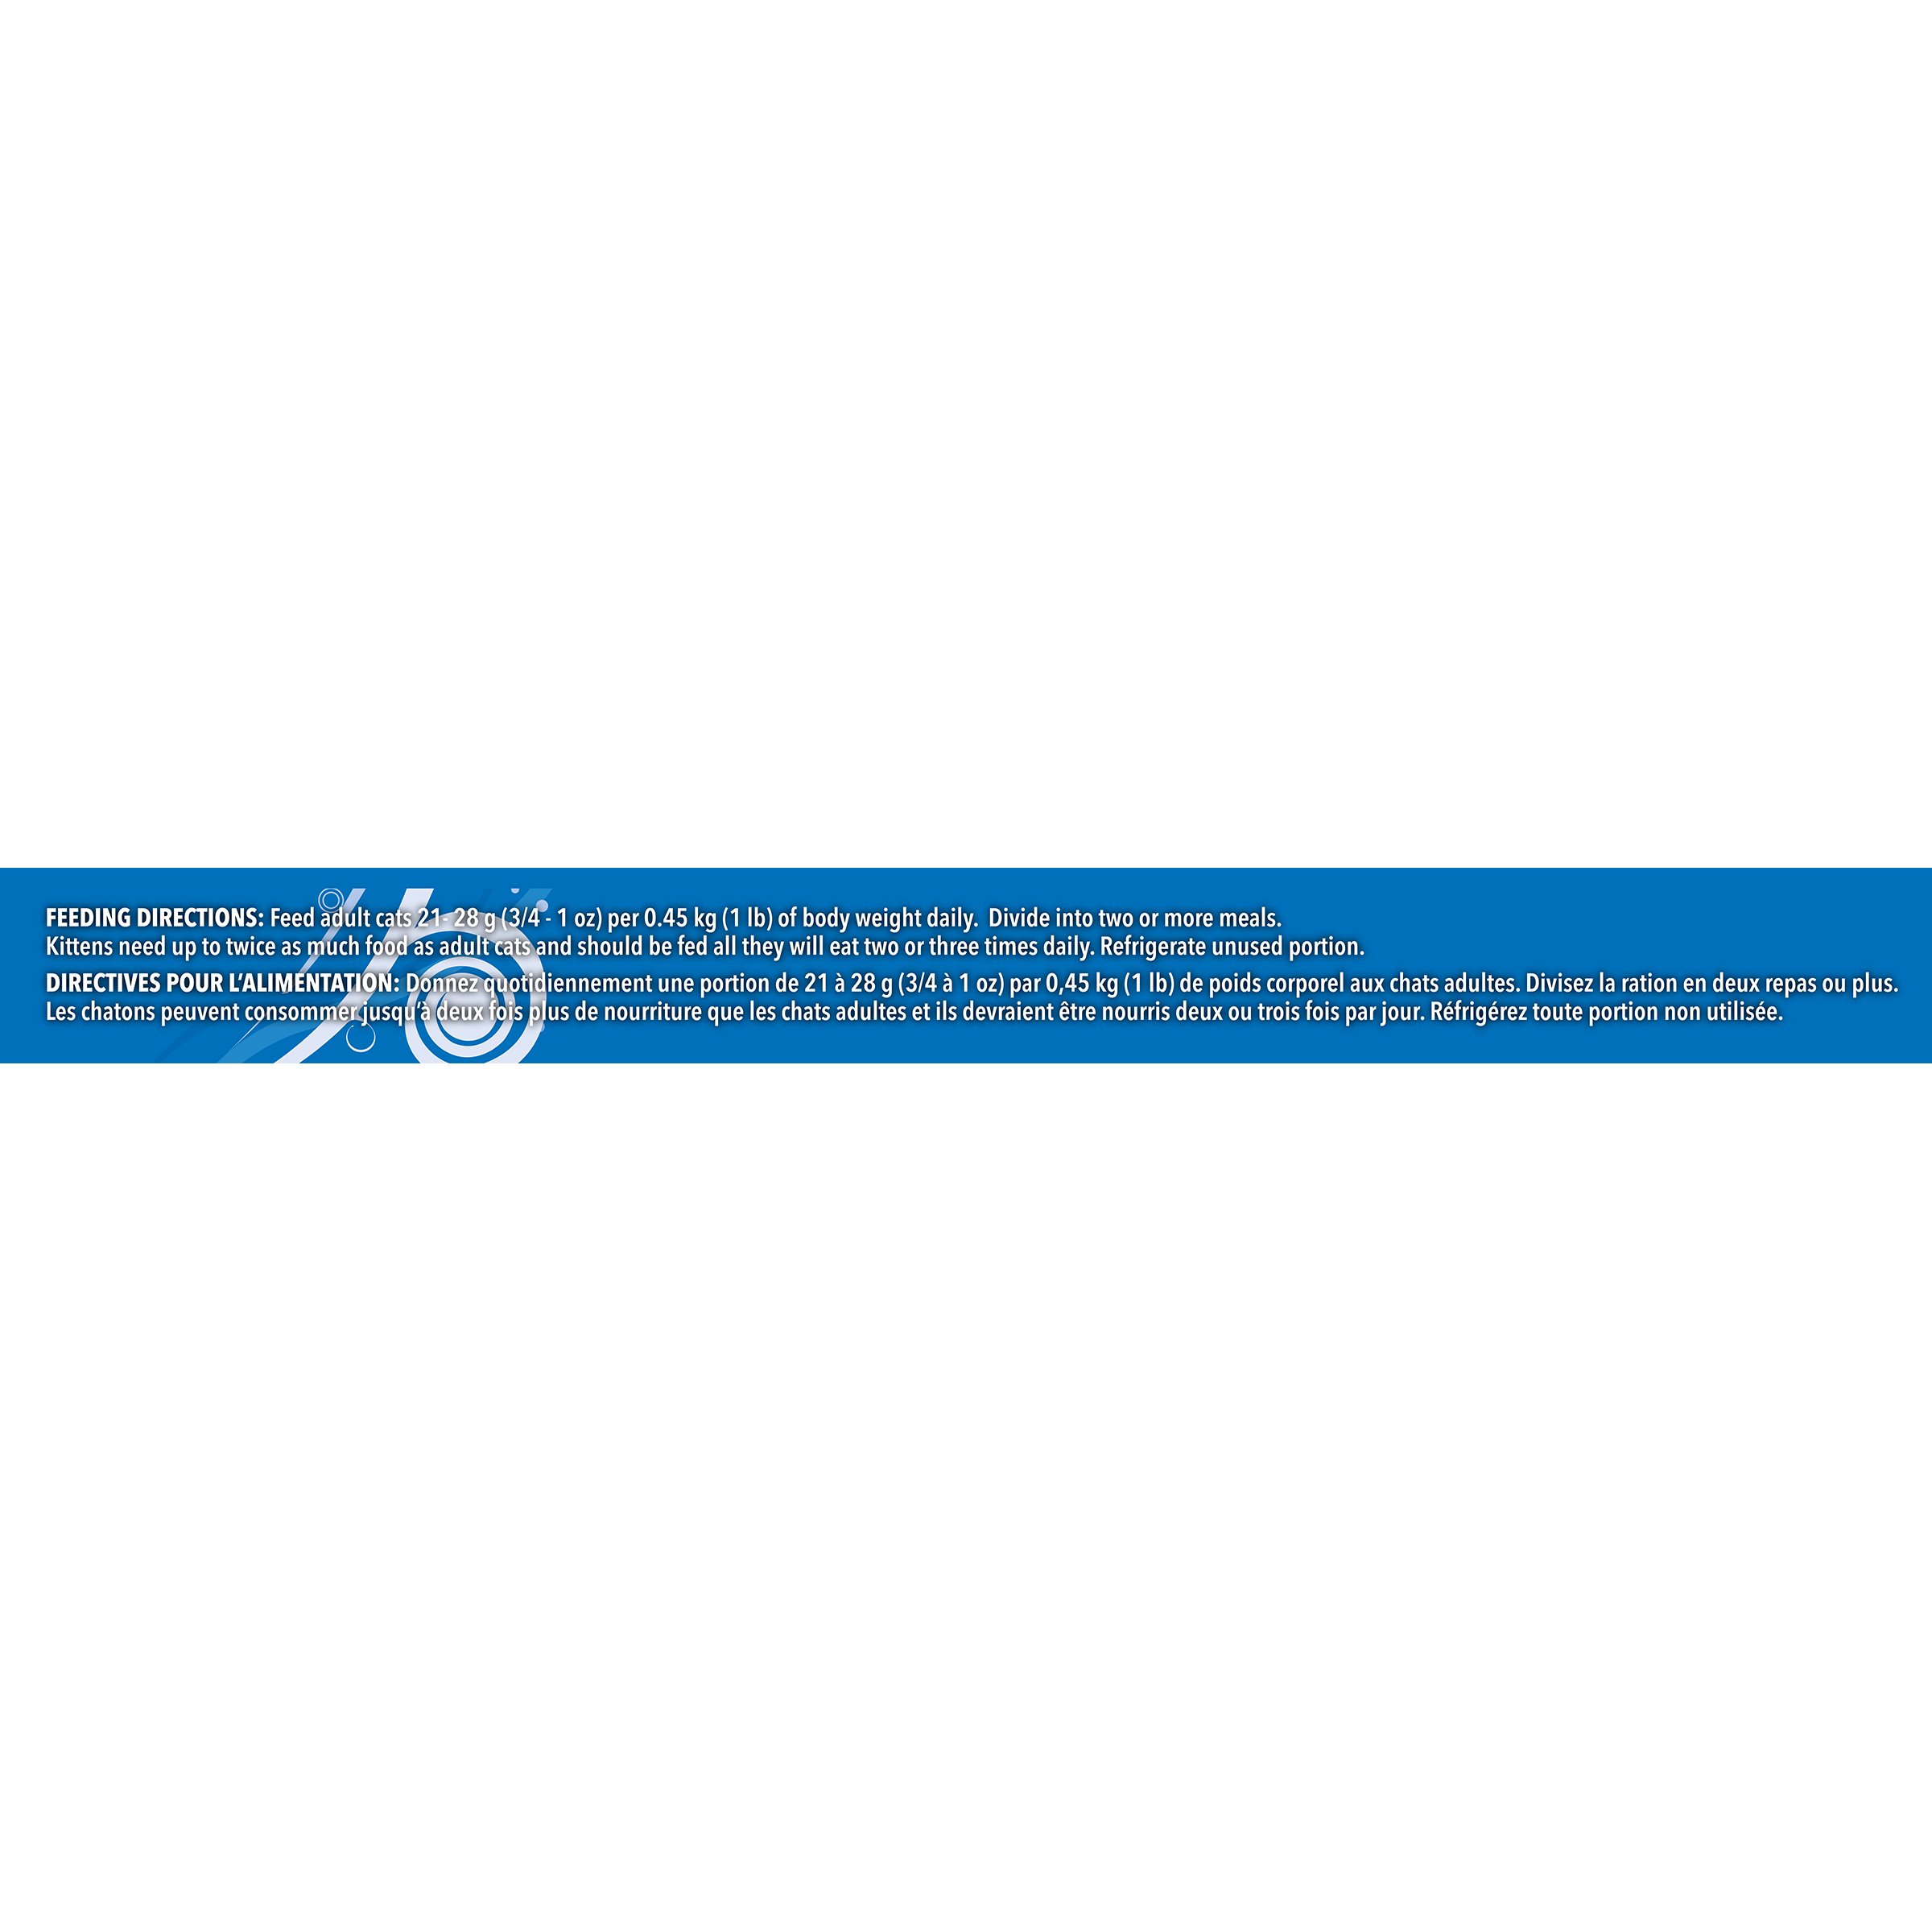 FEEDING DIRECTIONS: Feed adult cats 21- 28 g (3/4 - 1 oz) per 0.45 kg (1 lb) of body weight daily.  Divide into two or more meals.
Kittens need up to twice as much food as adult cats and should be fed all they will eat two or three times daily. Refrigerate unused portion.
DIRECTIVES POUR L’ALIMENTATION: Donnez quotidiennement une portion de 21 à 28 g (3/4 à 1 oz) par 0,45 kg (1 lb) de poids corporel aux chats adultes. Divisez la ration en deux repas ou plus.
Les chatons peuvent consommer jusqu’à deux fois plus de nourriture que les chats adultes et ils devraient être nourris deux ou trois fois par jour. Réfrigérez toute portion non utilisée.